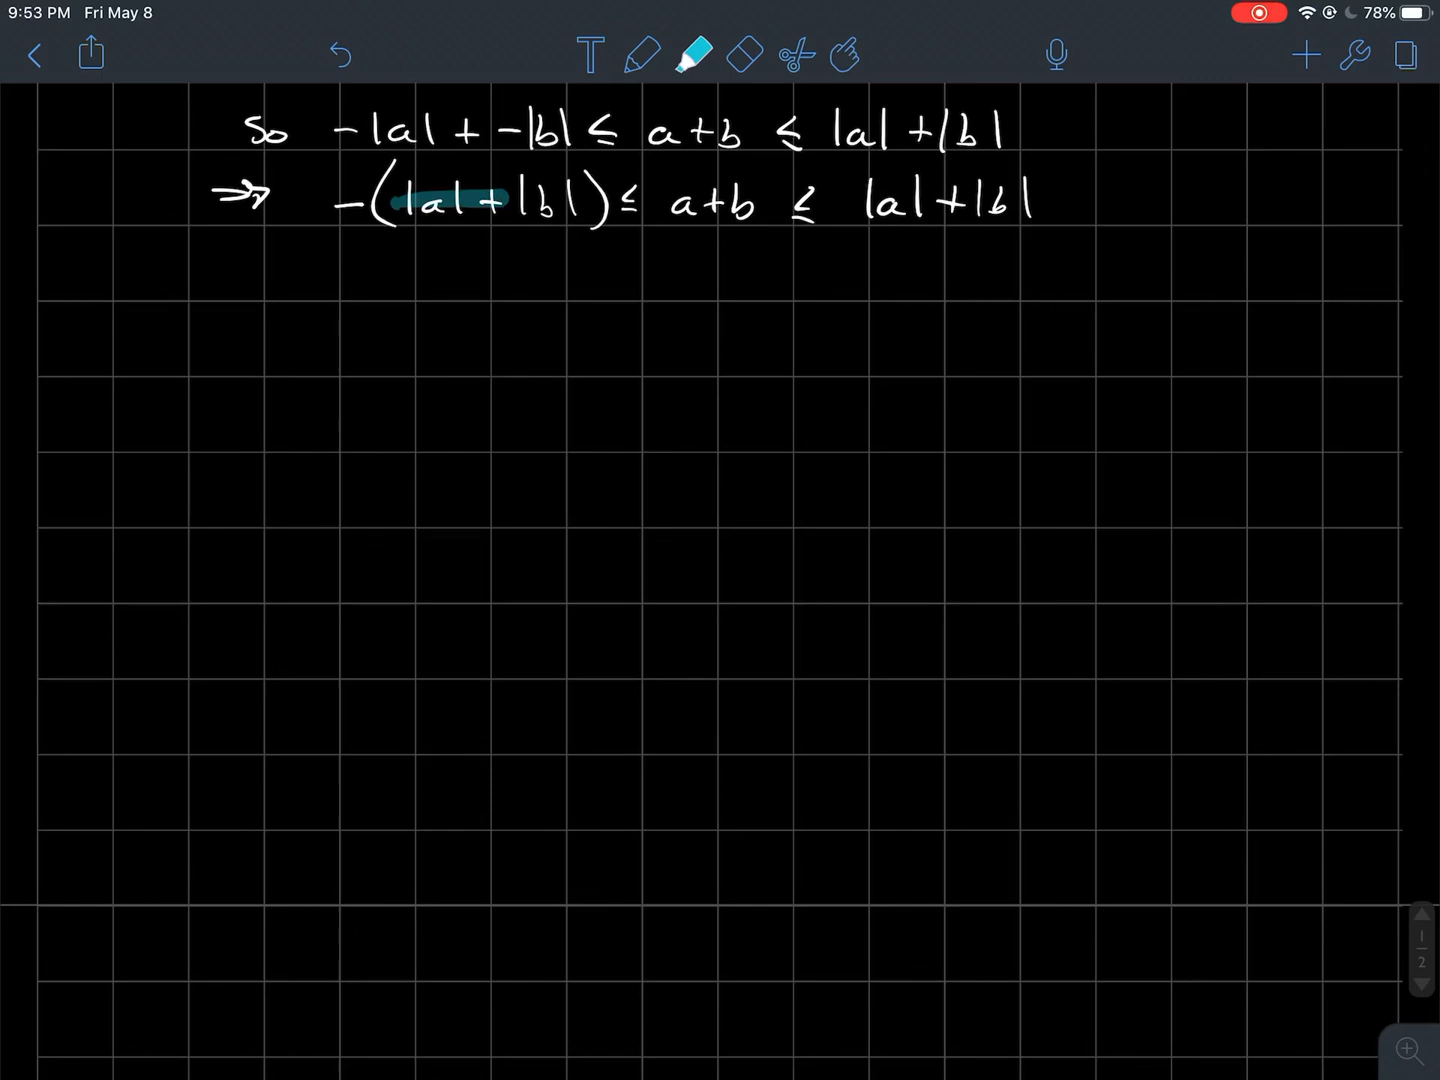 9:53 PM Fri May 8 78%
So -|a| + -|b| ≤ a+b ≤ |a|+|b|
⇒ -(|a|+|b|) ≤ a+b ≤ |a|+|b|
1
2